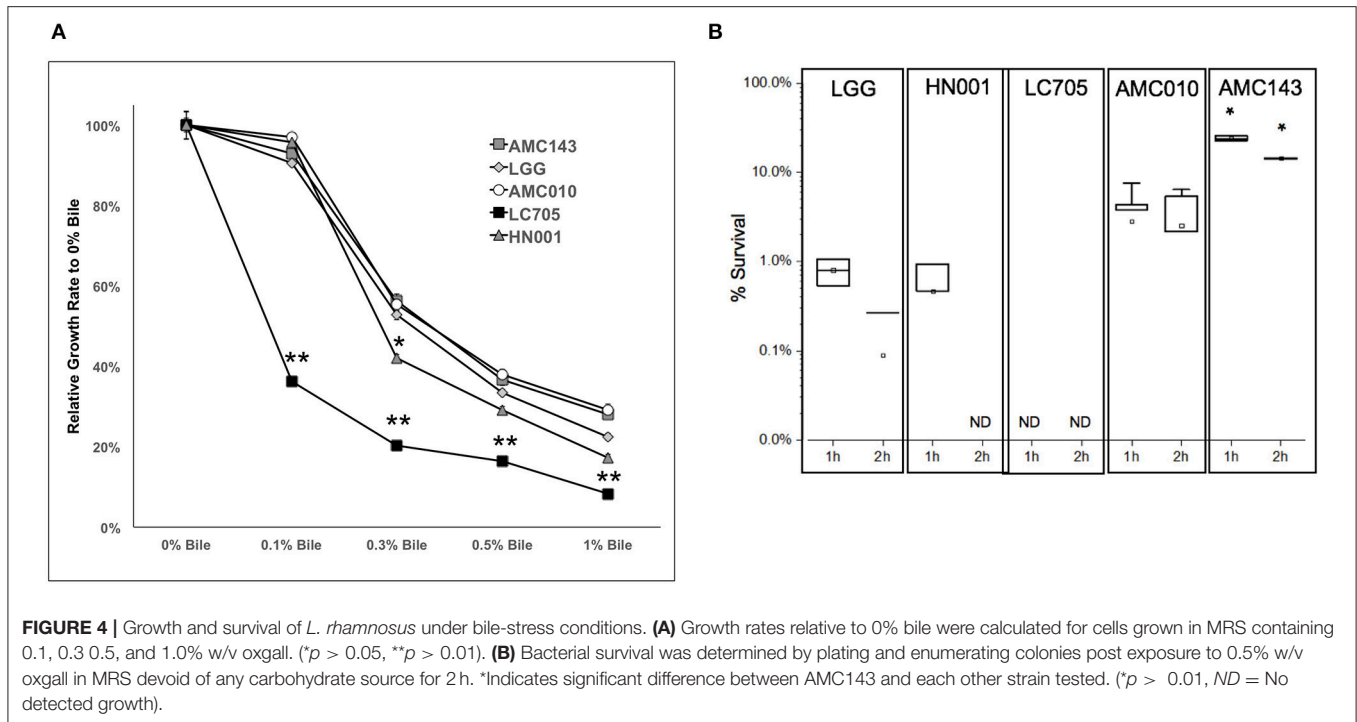 A
Relative Growth Rate to 0% Bile
100%
80%
60%
40%
20%
0%
0% Bile
0.1% Bile
0.3% Bile
0.5% Bile
1% Bile
AMC143
LGG
AMC010
LC705
HN001
**
*
**
**
**
B
% Survival
100.0%
10.0%
1.0%
0.1%
0.0%
LGG
HN001
LC705
AMC010
AMC143
*
*
ND
ND
ND
1h 2h 1h 2h 1h 2h 1h 2h 1h 2h
FIGURE 4 | Growth and survival of L. rhamnosus under bile-stress conditions. (A) Growth rates relative to 0% bile were calculated for cells grown in MRS containing
0.1, 0.3 0.5, and 1.0% w/v oxgall. (*p > 0.05, **p > 0.01). (B) Bacterial survival was determined by plating and enumerating colonies post exposure to 0.5% w/v
oxgall in MRS devoid of any carbohydrate source for 2 h. *Indicates significant difference between AMC143 and each other strain tested. (*p > 0.01, ND = No
detected growth).